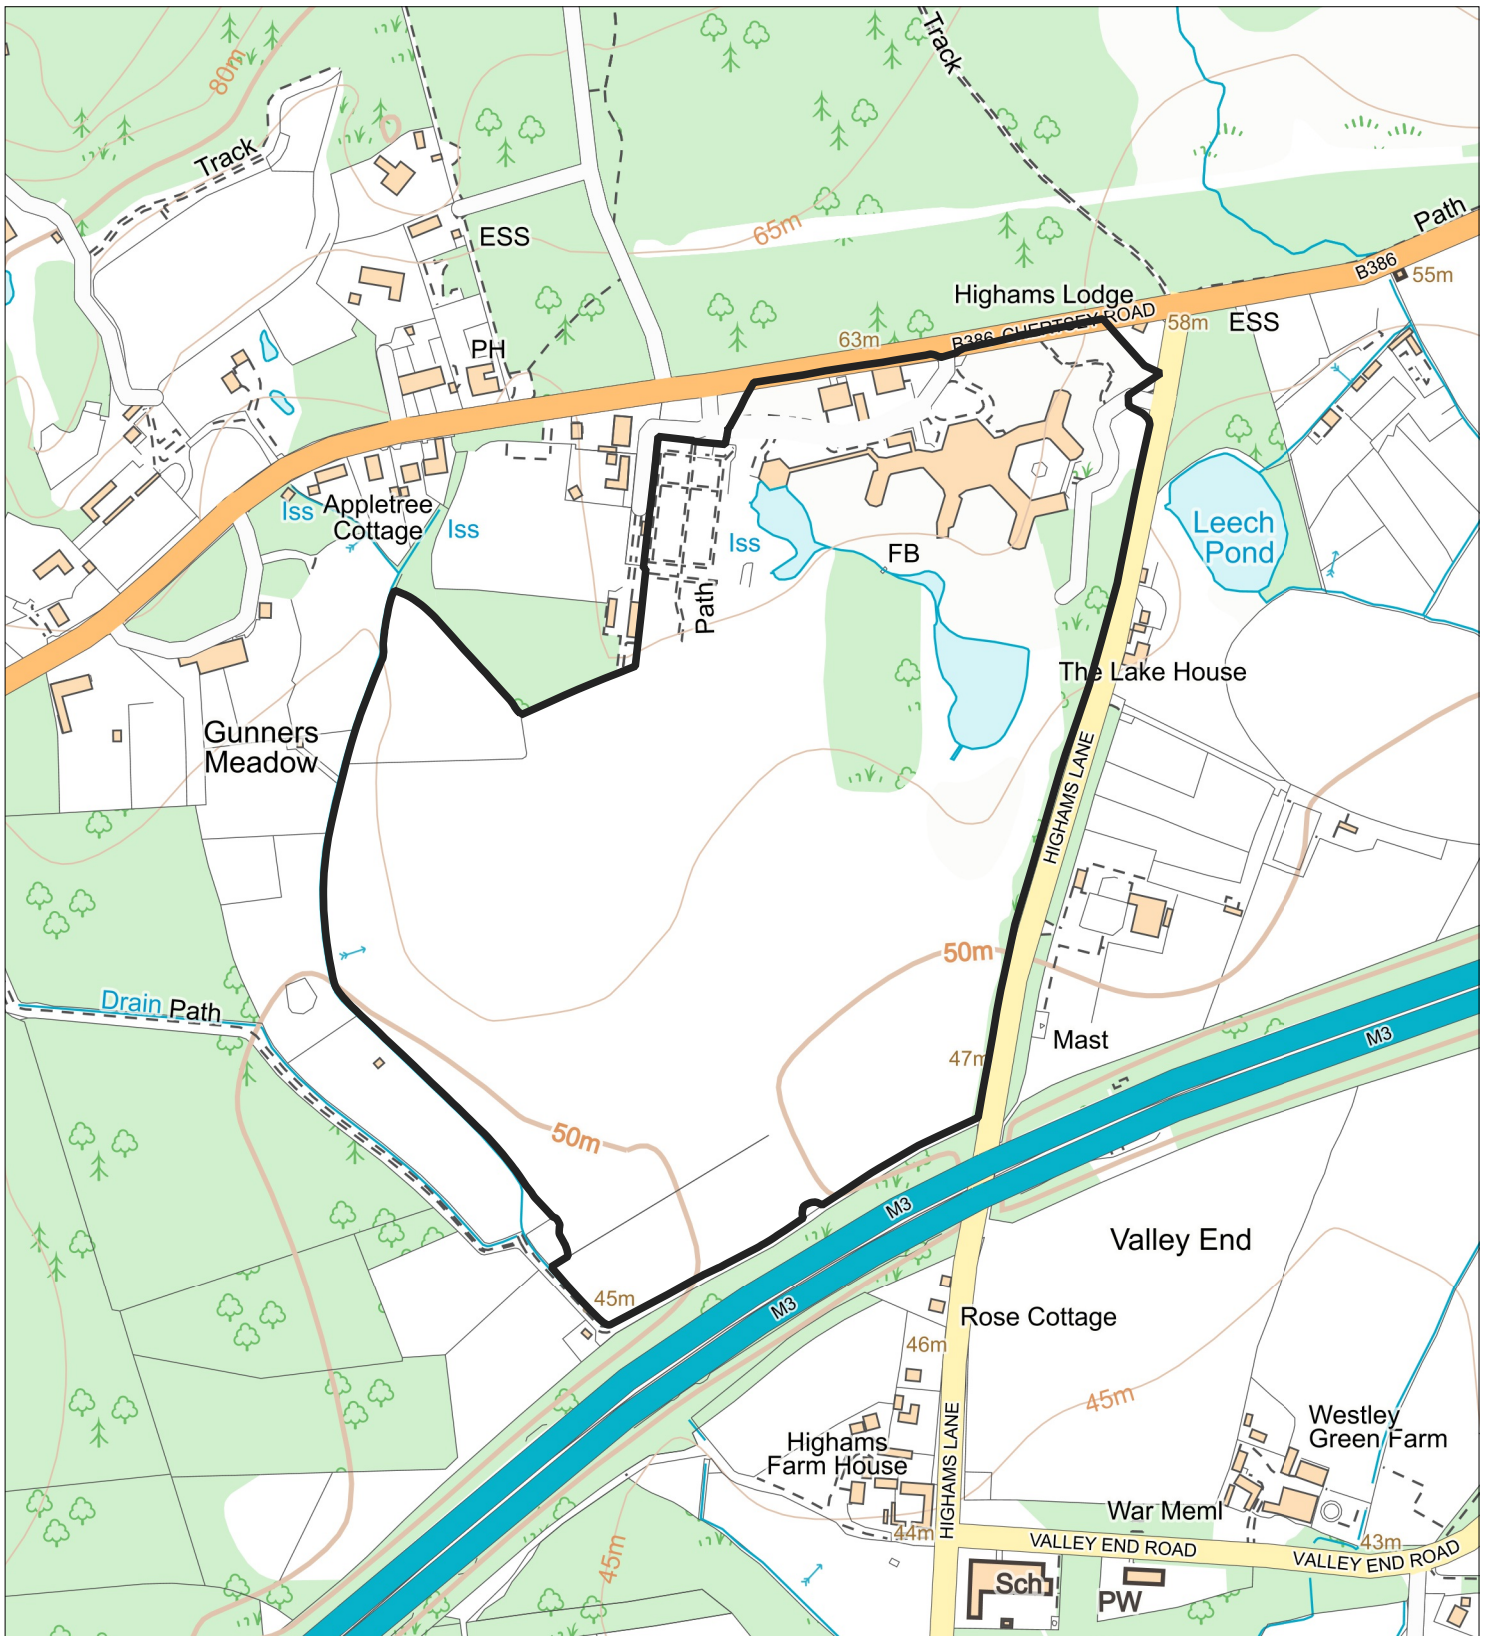 80m
Track
Track
ESS
65m
Path
B386
55m
Highams Lodge
B386 CHERTSEY ROAD
58m
ESS
63m
PH
Iss
Appletree
Cottage
Iss
Iss
FB
Leech
Pond
Path
The Lake House
Gunners
Meadow
HIGHAMS LANE
50m
Drain Path
Mast
M3
47m
50m
M3
Valley End
45m
M3
Rose Cottage
46m
45m
Westley
Green Farm
Highams
Farm House
HIGHAMS LANE
War Meml
44m
VALLEY END ROAD
43m
VALLEY END ROAD
45m
Sch
PW